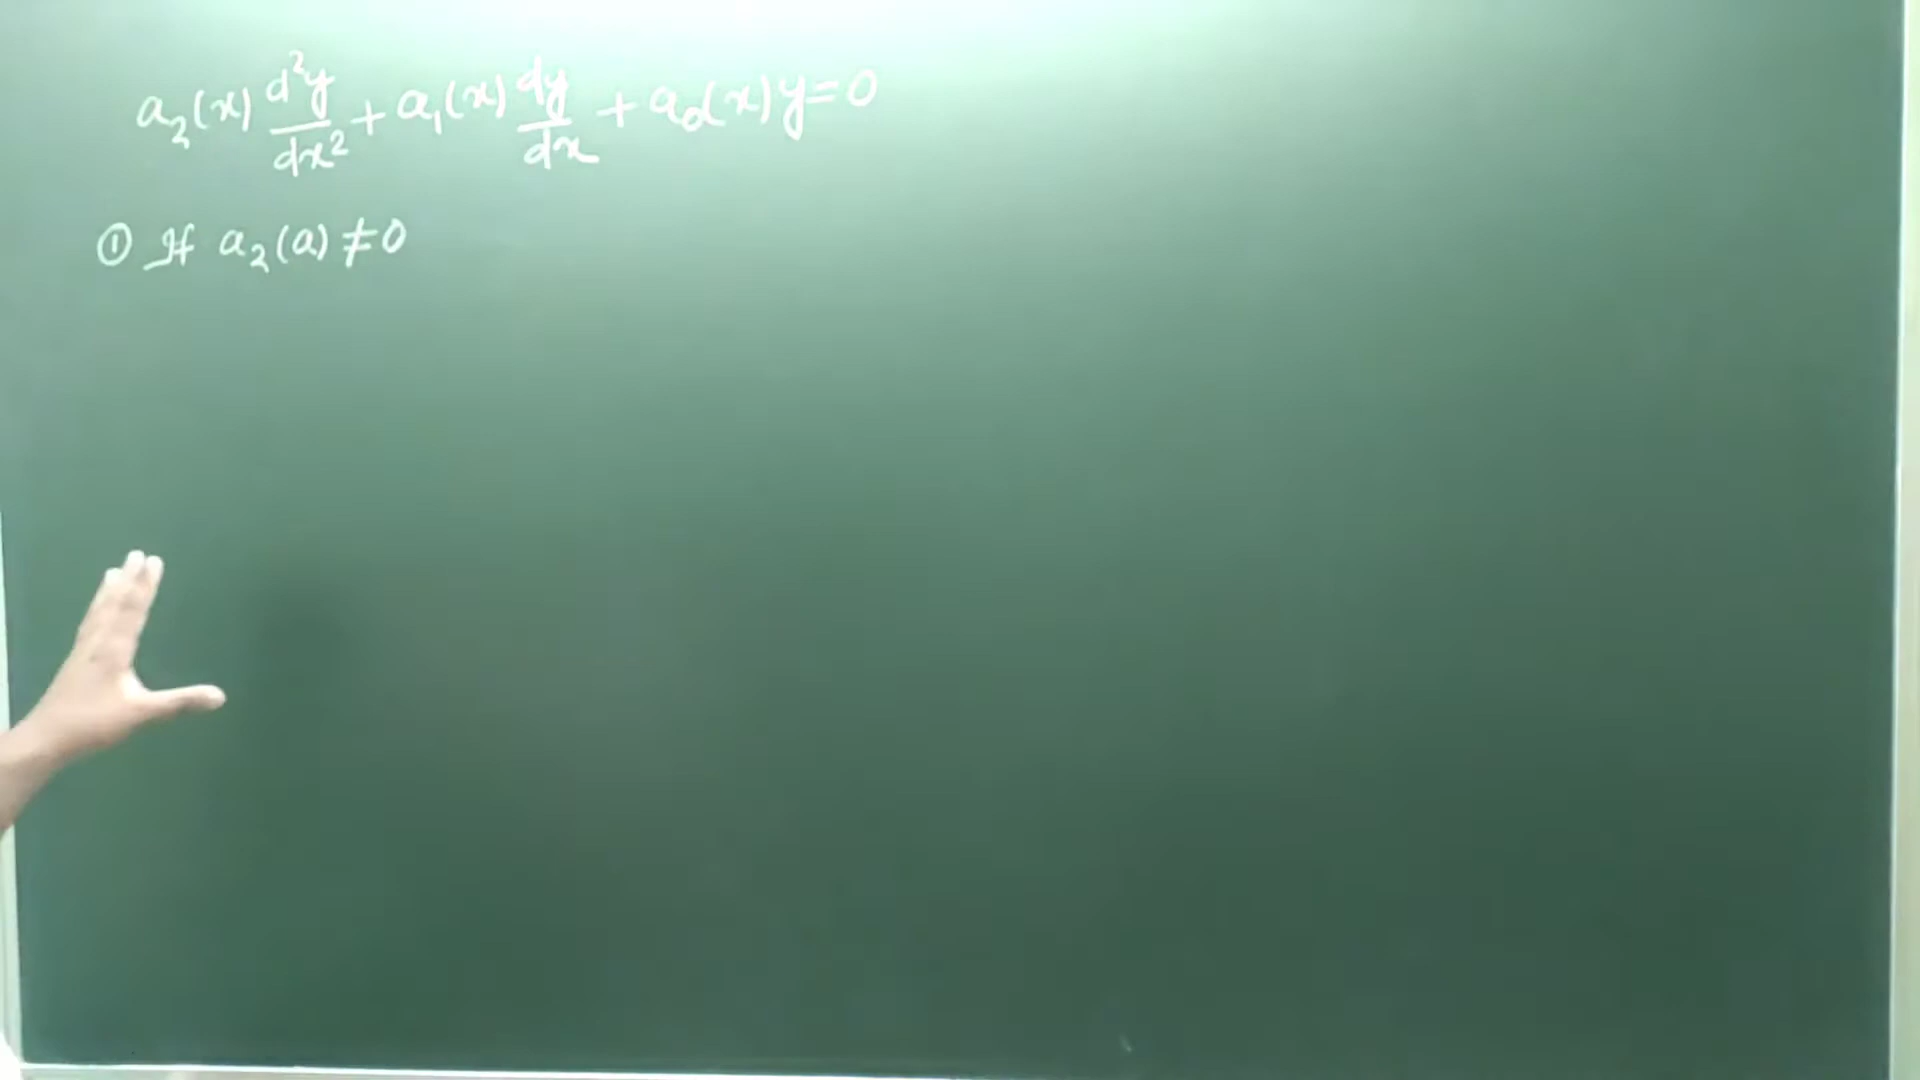 a₂(x) d²y/dx² + a₁(x) dy/dx + a₀(x)y=0
① If a₂(a) ≠ 0